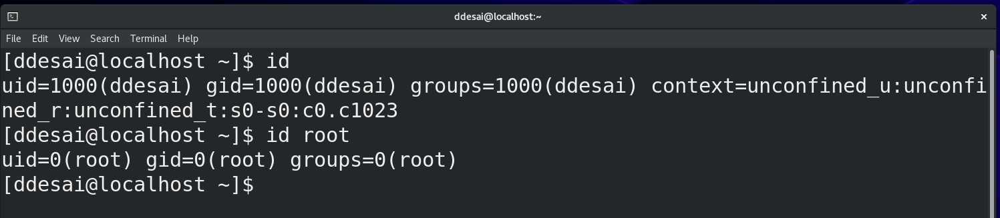 ddesai@localhost:~
File Edit View Search Terminal Help
[ddesai@localhost ~]$ id
uid=1000(ddesai) gid=1000(ddesai) groups=1000(ddesai) context=unconfined_u:unconfi
ned_r:unconfined_t:s0-s0:c0.c1023
[ddesai@localhost ~]$ id root
uid=0(root) gid=0(root) groups=0(root)
[ddesai@localhost ~]$